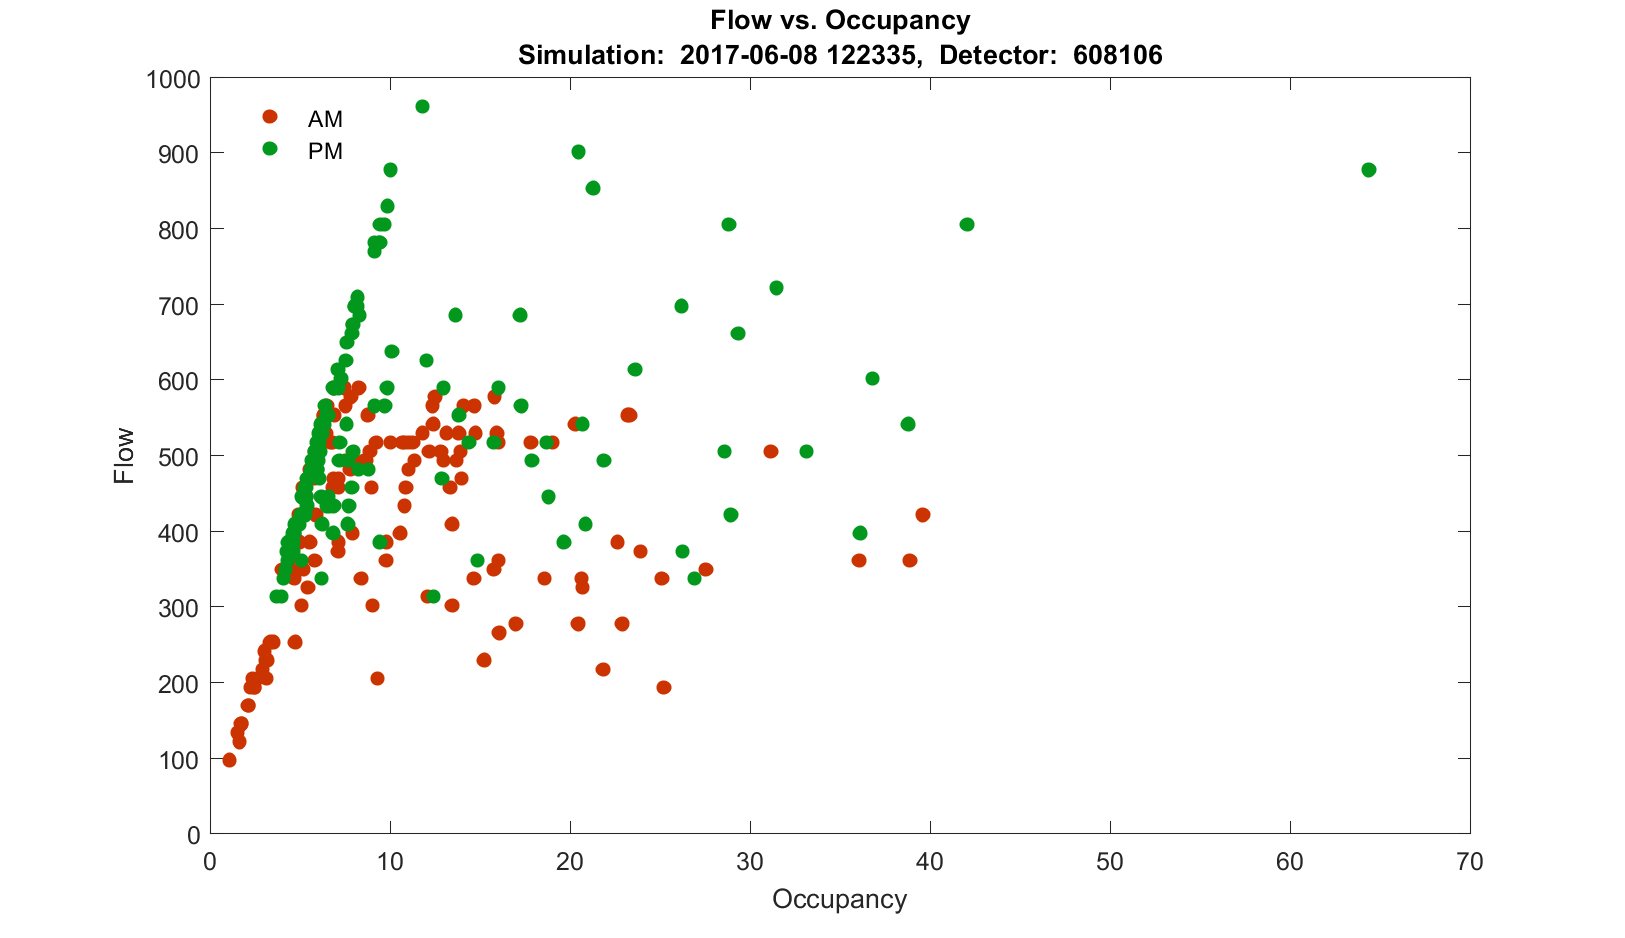 Flow vs. Occupancy
Simulation:  2017-06-08 122335,  Detector:  608106
1000
900
800
700
600
500
400
300
200
100
0
AM
PM
Flow
0 10 20 30 40 50 60 70
Occupancy